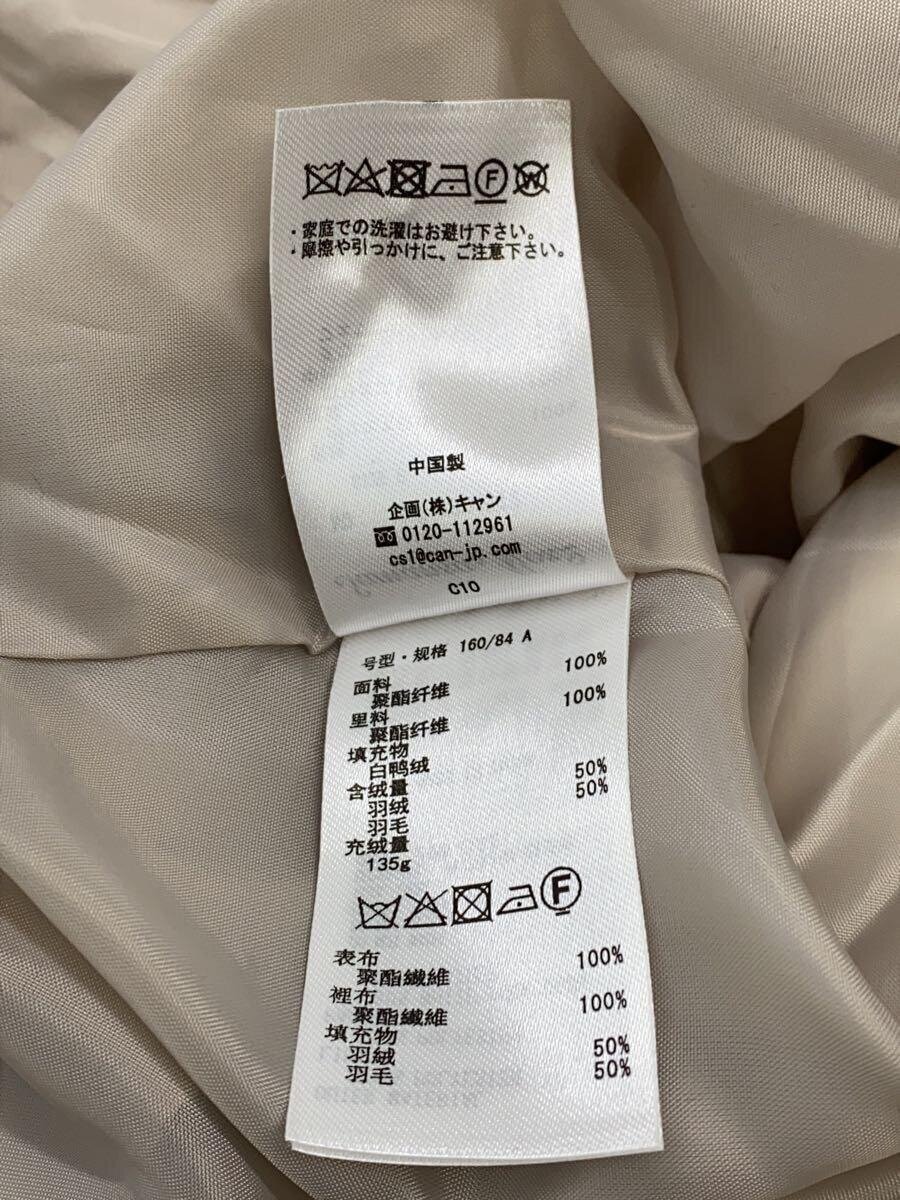 ・家庭での洗濯はお避け下さい。
・摩擦や引っかけに、ご注意下さい。
中国製
企画(株)キャン
0120-112961
cs1@can-jp.com
C10
号型・规格 160/84 A
面料 100%
聚酯纤维
里料 100%
聚酯纤维
填充物
白鸭绒
含绒量 50%
羽绒 50%
羽毛
充绒量
135g
F
表布 100%
聚酯纖維
裡布 100%
聚酯纖維
填充物
羽絨 50%
羽毛 50%